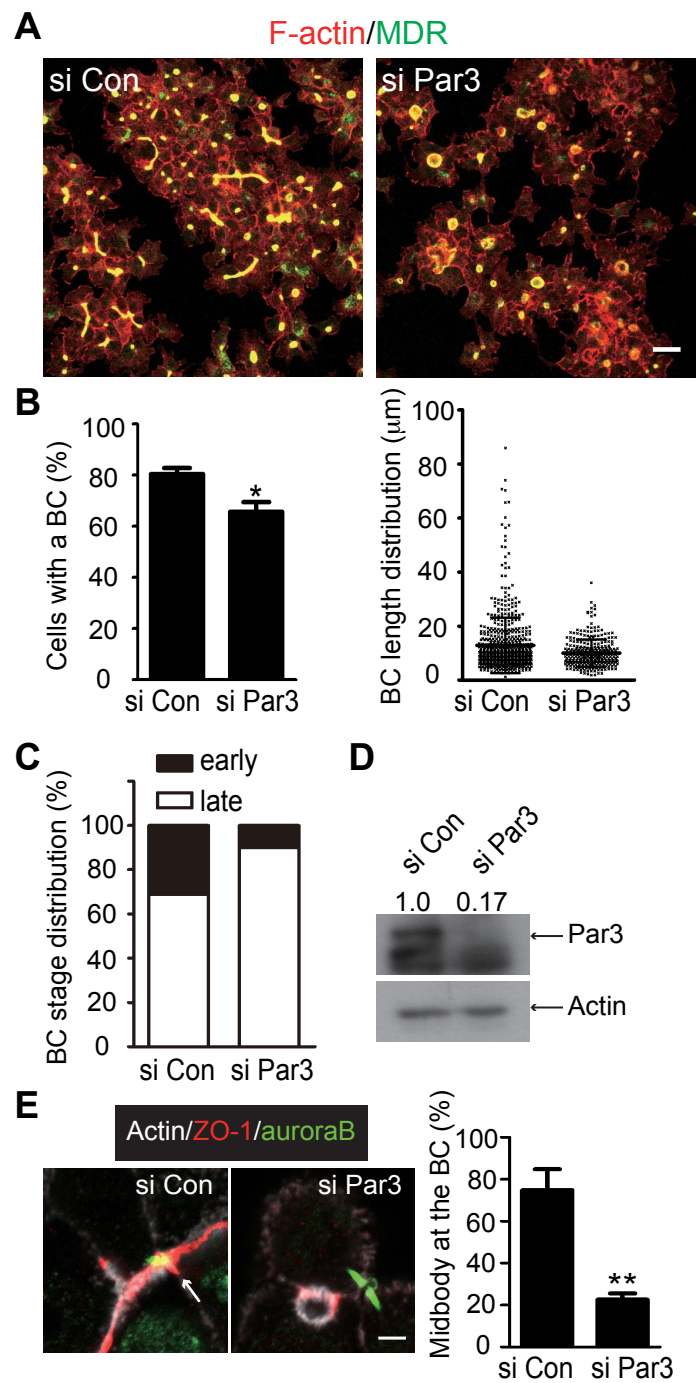 A
F-actin/MDR
si Con
si Par3
B
Cells with a BC (%)
100
80
60
40
20
0
*
si Con
si Par3
BC length distribution (µm)
100
80
60
40
20
0
si Con
si Par3
C
early
late
BC stage distribution (%)
100
80
60
40
20
0
si Con
si Par3
D
si Con
si Par3
1.0
0.17
Par3
Actin
E
Actin/ZO-1/auroraB
si Con
si Par3
Midbody at the BC (%)
100
80
60
40
20
0
**
si Con
si Par3